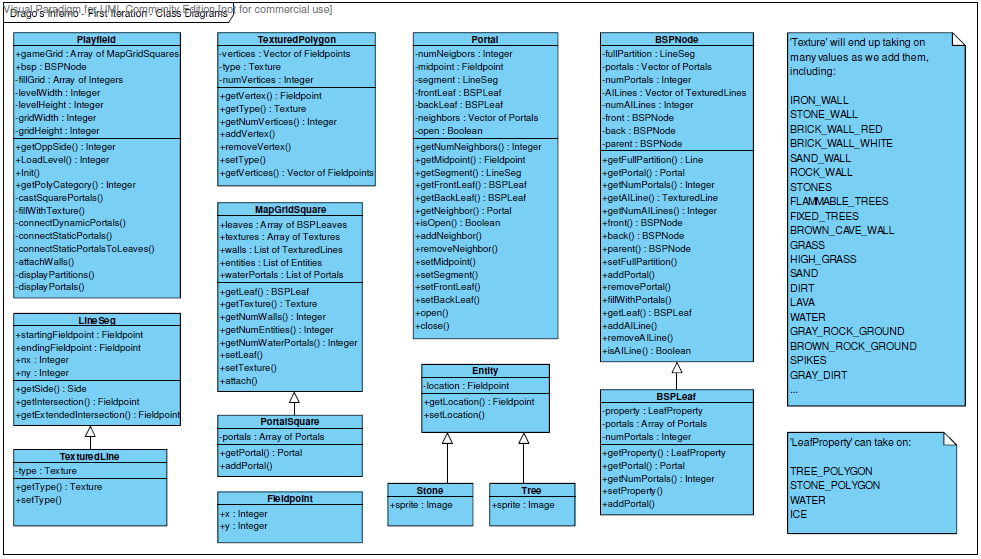 Visual Paradigm for UML Community Edition [not for commercial use]
Drago's Inferno - First Iteration - Class Diagrams
Playfield
+gameGrid : Array of MapGridSquares
+bsp : BSPNode
-fillGrid : Array of Integers
-levelWidth : Integer
-levelHeight : Integer
-gridWidth : Integer
-gridHeight : Integer
+getOppSide() : Integer
+LoadLevel() : Integer
+Init()
+getPolyCategory() : Integer
-castSquarePortals()
-fillWithTexture()
-connectDynamicPortals()
-connectStaticPortals()
-connectStaticPortalsToLeaves()
-attachWalls()
-displayPartitions()
-displayPortals()
LineSeg
+startingFieldpoint : Fieldpoint
+endingFieldpoint : Fieldpoint
+nx : Integer
+ny : Integer
+getSide() : Side
+getIntersection() : Fieldpoint
+getExtendedIntersection() : Fieldpoint
TexturedLine
-type : Texture
+getType() : Texture
+setType()
TexturedPolygon
-vertices : Vector of Fieldpoints
-type : Texture
-numVertices : Integer
+getVertex() : Fieldpoint
+getType() : Texture
+getNumVertices() : Integer
+addVertex()
+removeVertex()
+setType()
+getVertices() : Vector of Fieldpoints
MapGridSquare
+leaves : Array of BSPLeaves
+textures : Array of Textures
+walls : List of TexturedLines
+entities : List of Entities
+waterPortals : List of Portals
+getLeaf() : BSPLeaf
+getTexture() : Texture
+getNumWalls() : Integer
+getNumEntities() : Integer
+getNumWaterPortals() : Integer
+setLeaf()
+setTexture()
+attach()
PortalSquare
-portals : Array of Portals
+getPortal() : Portal
+addPortal()
Fieldpoint
+x : Integer
+y : Integer
Portal
-numNeigbors : Integer
-midpoint : Fieldpoint
-segment : LineSeg
-frontLeaf : BSPLeaf
-backLeaf : BSPLeaf
-neighbors : Vector of Portals
-open : Boolean
+getNumNeighbors() : Integer
+getMidpoint() : Fieldpoint
+getSegment() : LineSeg
+getFrontLeaf() : BSPLeaf
+getBackLeaf() : BSPLeaf
+getNeighbor() : Portal
+isOpen() : Boolean
+addNeighbor()
+removeNeighbor()
+setMidpoint()
+setSegment()
+setFrontLeaf()
+setBackLeaf()
+open()
+close()
Entity
-location : Fieldpoint
+getLocation() : Fieldpoint
+setLocation()
Stone
+sprite : Image
Tree
+sprite : Image
BSPNode
-fullPartition : LineSeg
-portals : Vector of Portals
-numPortals : Integer
-AILines : Vector of TexturedLines
-numAILines : Integer
-front : BSPNode
-back : BSPNode
-parent : BSPNode
+getFullPartition() : Line
+getPortal() : Portal
+getNumPortals() : Integer
+getAILine() : TexturedLine
+getNumAILines() : Integer
+front() : BSPNode
+back() : BSPNode
+parent() : BSPNode
+setFullPartition()
+addPortal()
+removePortal()
+fillWithPortals()
+getLeaf() : BSPLeaf
+addAILine()
+removeAILine()
+isAILine() : Boolean
BSPLeaf
-property : LeafProperty
-portals : Array of Portals
-numPortals : Integer
+getProperty() : LeafProperty
+getPortal() : Portal
+getNumPortals() : Integer
+setProperty()
+addPortal()
'Texture' will end up taking on
many values as we add them,
including:
IRON_WALL
STONE_WALL
BRICK_WALL_RED
BRICK_WALL_WHITE
SAND_WALL
ROCK_WALL
STONES
FLAMMABLE_TREES
FIXED_TREES
BROWN_CAVE_WALL
GRASS
HIGH_GRASS
SAND
DIRT
LAVA
WATER
GRAY_ROCK_GROUND
BROWN_ROCK_GROUND
SPIKES
GRAY_DIRT
...
'LeafProperty' can take on:
TREE_POLYGON
STONE_POLYGON
WATER
ICE